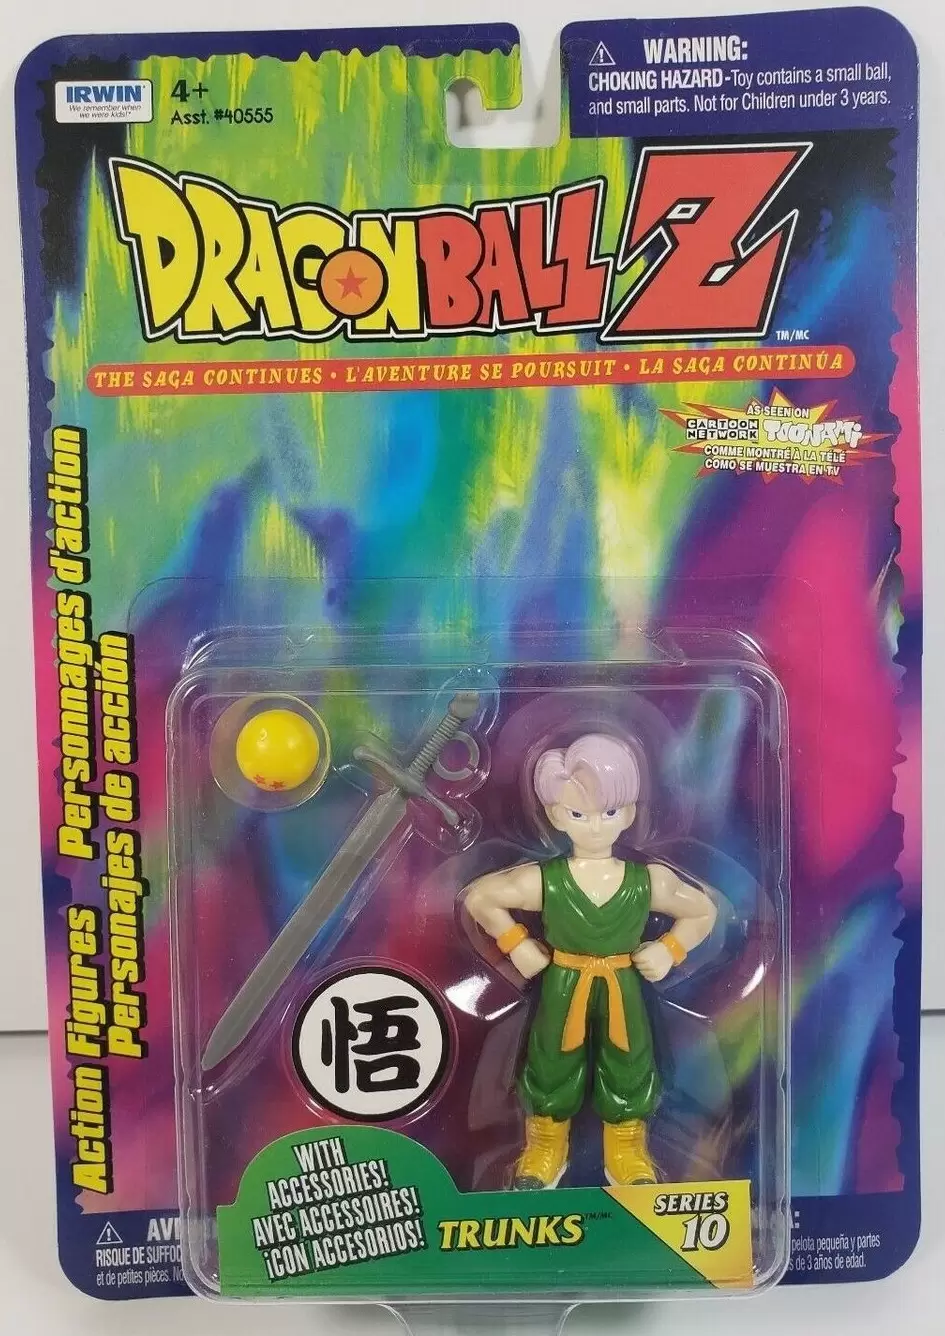 IRWIN
We remember when
we were kids!
4+
Asst. #40555
WARNING:
CHOKING HAZARD - Toy contains a small ball,
and small parts. Not for Children under 3 years.
DRAGONBALL Z
TM/MC
THE SAGA CONTINUES • L'AVENTURE SE POURSUIT • LA SAGA CONTINÚA
AS SEEN ON
CARTOON NETWORK TOONAMI
COMME MONTRÉ À LA TÉLÉ
COMO SE MUESTRA EN TV
Action Figures Personnages d'action
Personajes de acción
悟
WITH
ACCESSORIES!
AVEC ACCESSOIRES!
¡CON ACCESORIOS!
TRUNKS TM/MC
SERIES
10
AV
RISQUE DE SUFFOC
et de petites pièces. No
A:
pelota pequeña y partes
s de 3 años de edad.